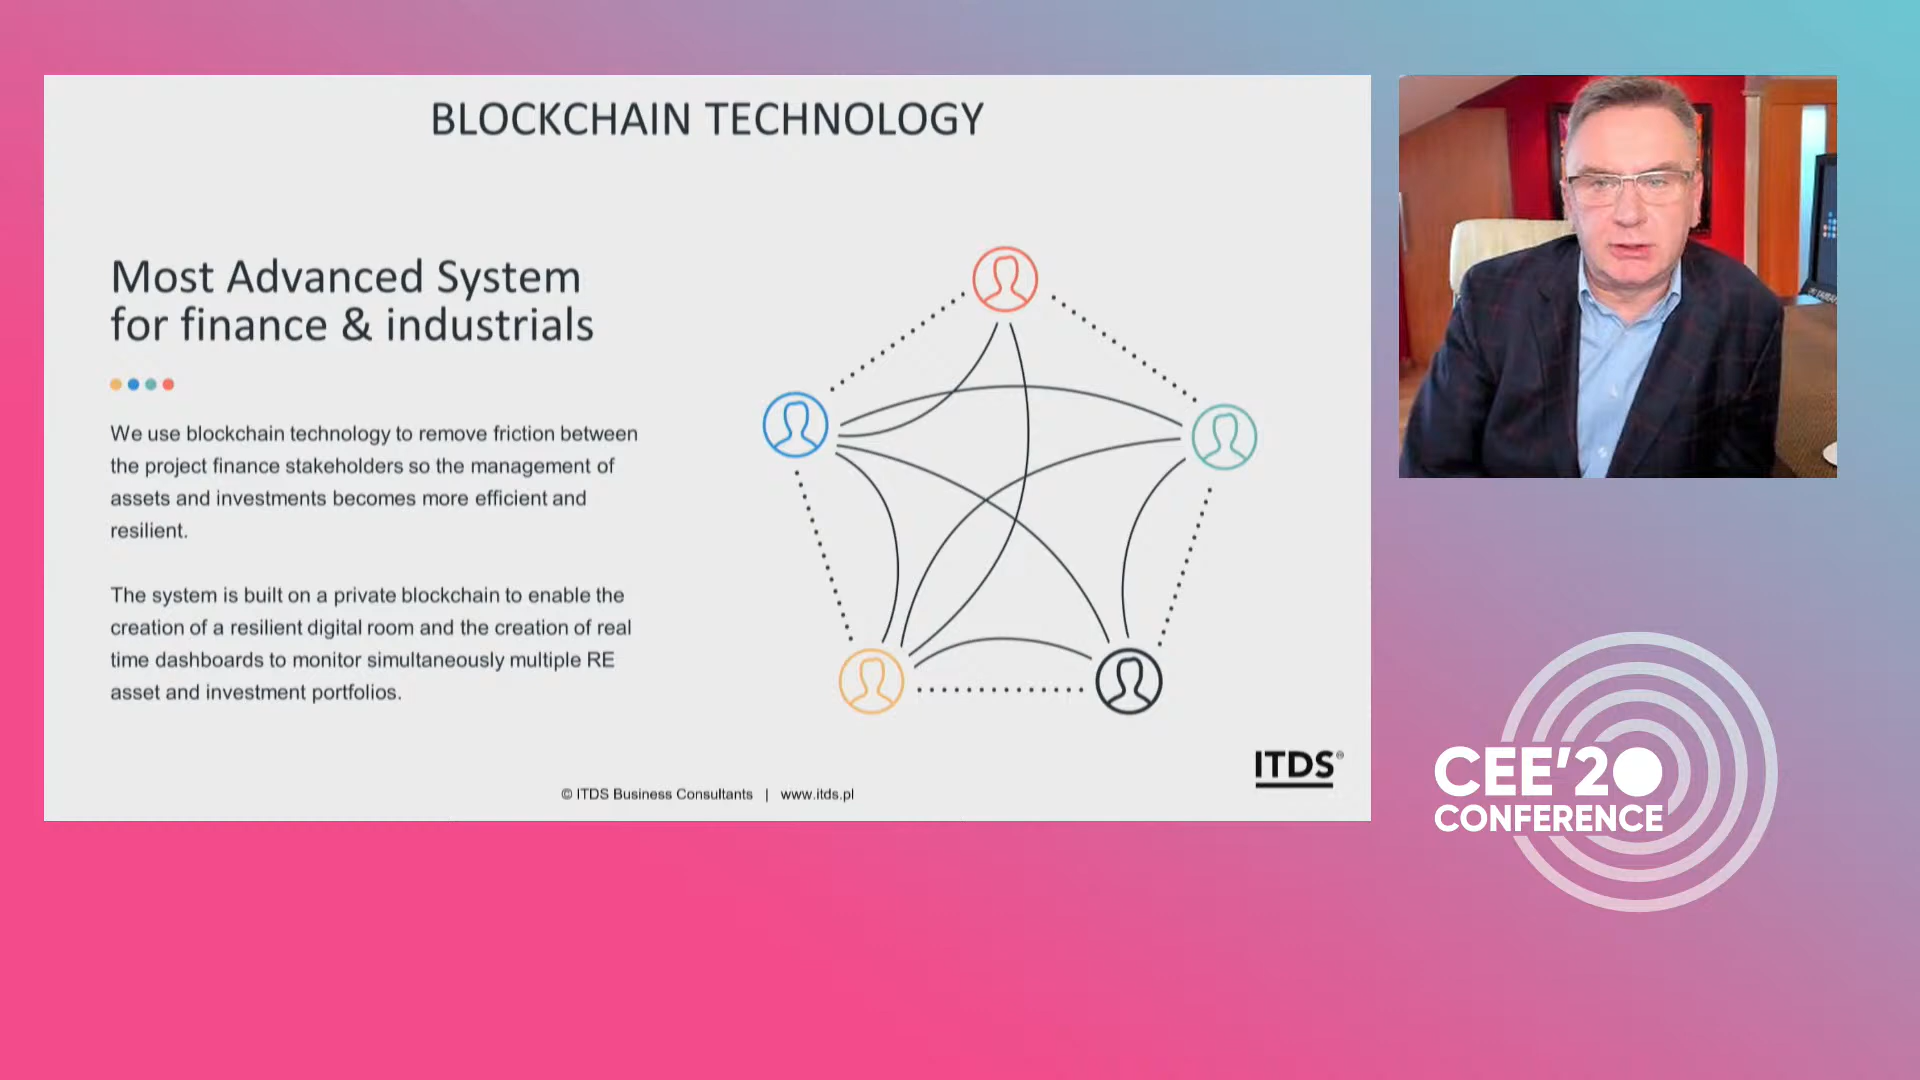 BLOCKCHAIN TECHNOLOGY
Most Advanced System
for finance & industrials
We use blockchain technology to remove friction between
the project finance stakeholders so the management of
assets and investments becomes more efficient and
resilient.
The system is built on a private blockchain to enable the
creation of a resilient digital room and the creation of real
time dashboards to monitor simultaneously multiple RE
asset and investment portfolios.
ITDS®
© ITDS Business Consultants | www.itds.pl
CEE'20
CONFERENCE